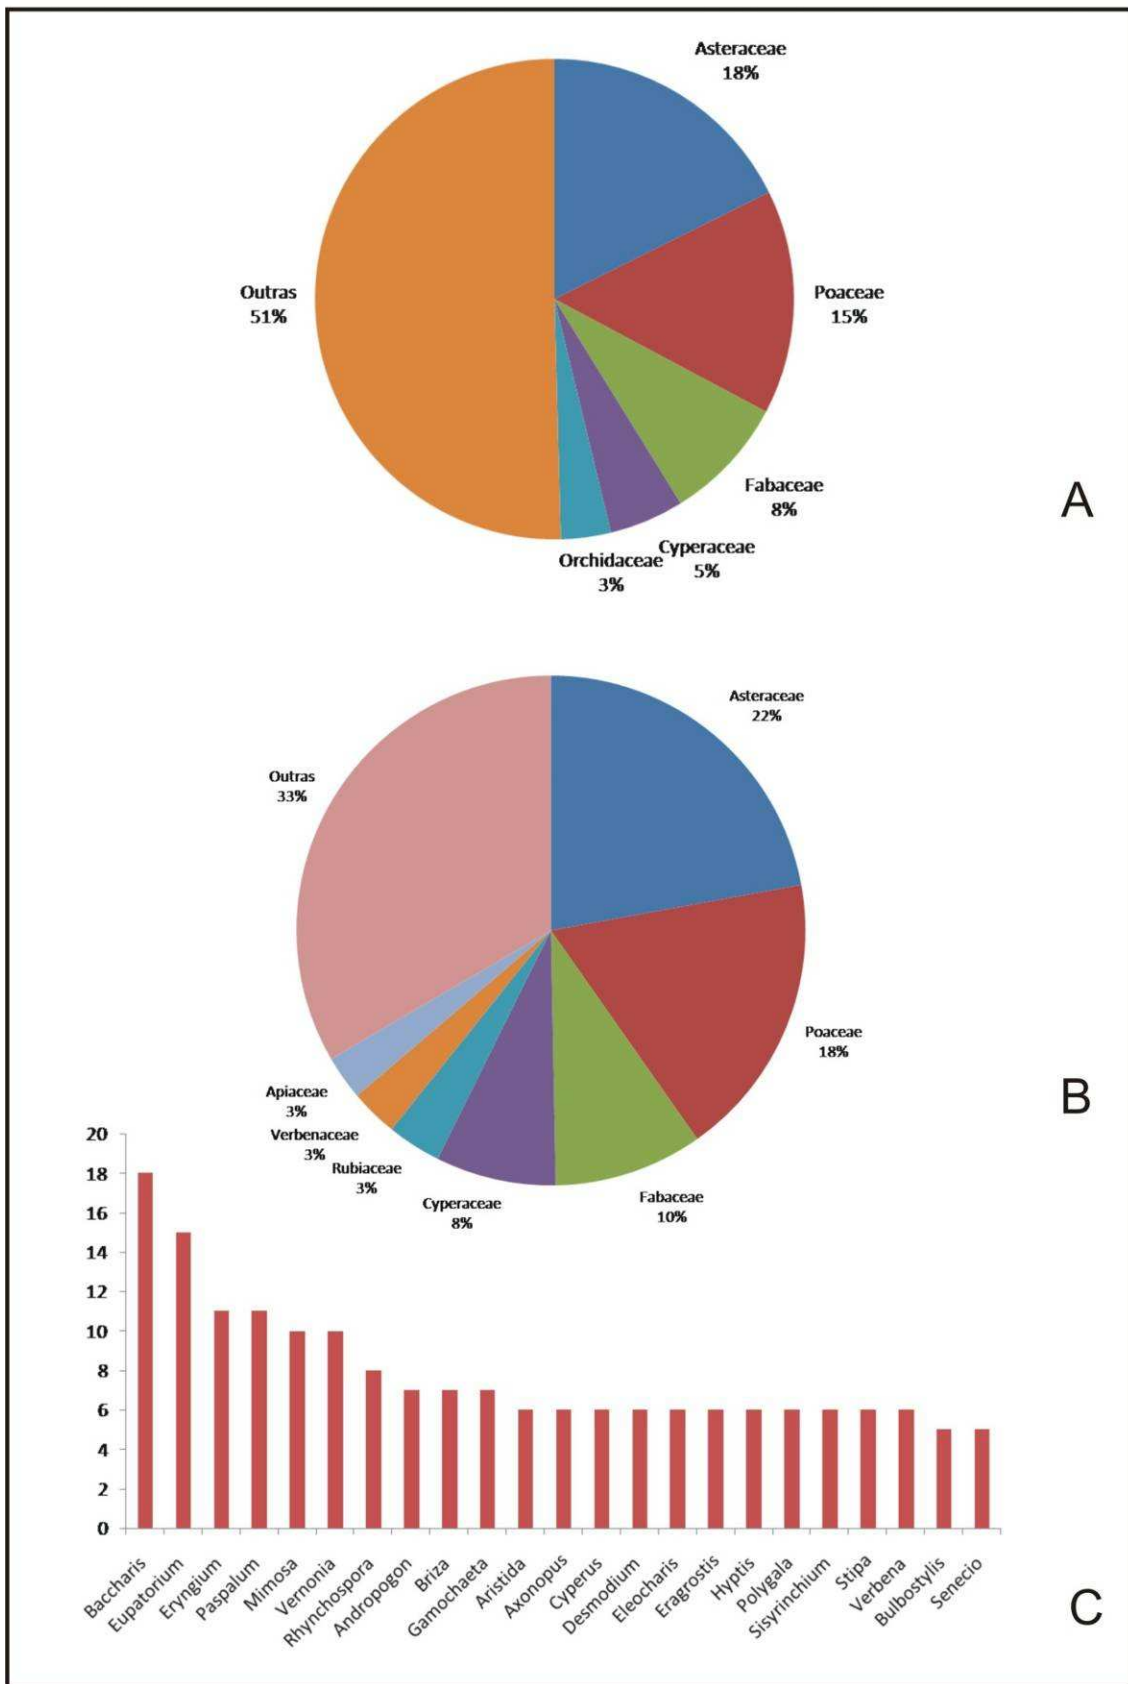 Asteraceae
18%
Poaceae
15%
Fabaceae
8%
Cyperaceae
5%
Orchidaceae
3%
Outras
51%
A
Asteraceae
22%
Poaceae
18%
Fabaceae
10%
Cyperaceae
8%
Rubiaceae
3%
Verbenaceae
3%
Apiaceae
3%
Outras
33%
B
20
18
16
14
12
10
8
6
4
2
0
Baccharis
Eupatorium
Eryngium
Paspalum
Mimosa
Vernonia
Rhynchospora
Andropogon
Briza
Gamochaeta
Aristida
Axonopus
Cyperus
Desmodium
Eleocharis
Eragrostis
Hyptis
Polygala
Sisyrinchium
Stipa
Verbena
Bulbostylis
Senecio
C